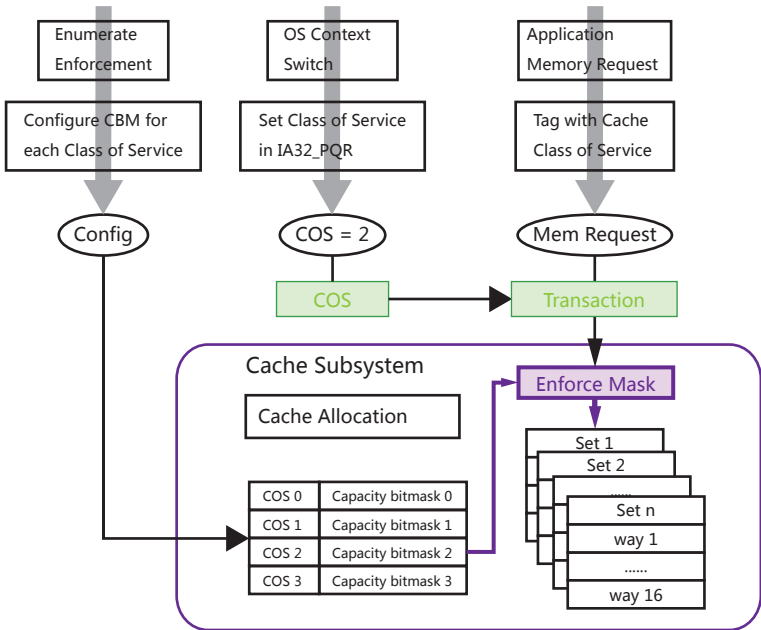 Enumerate
Enforcement
OS Context
Switch
Application
Memory Request
Configure CBM for
each Class of Service
Set Class of Service
in IA32_PQR
Tag with Cache
Class of Service
Config
COS = 2
Mem Request
COS
Transaction
Cache Subsystem
Enforce Mask
Cache Allocation
Set 1
Set 2
......
Set n
way 1
......
way 16
COS 0 Capacity bitmask 0
COS 1 Capacity bitmask 1
COS 2 Capacity bitmask 2
COS 3 Capacity bitmask 3